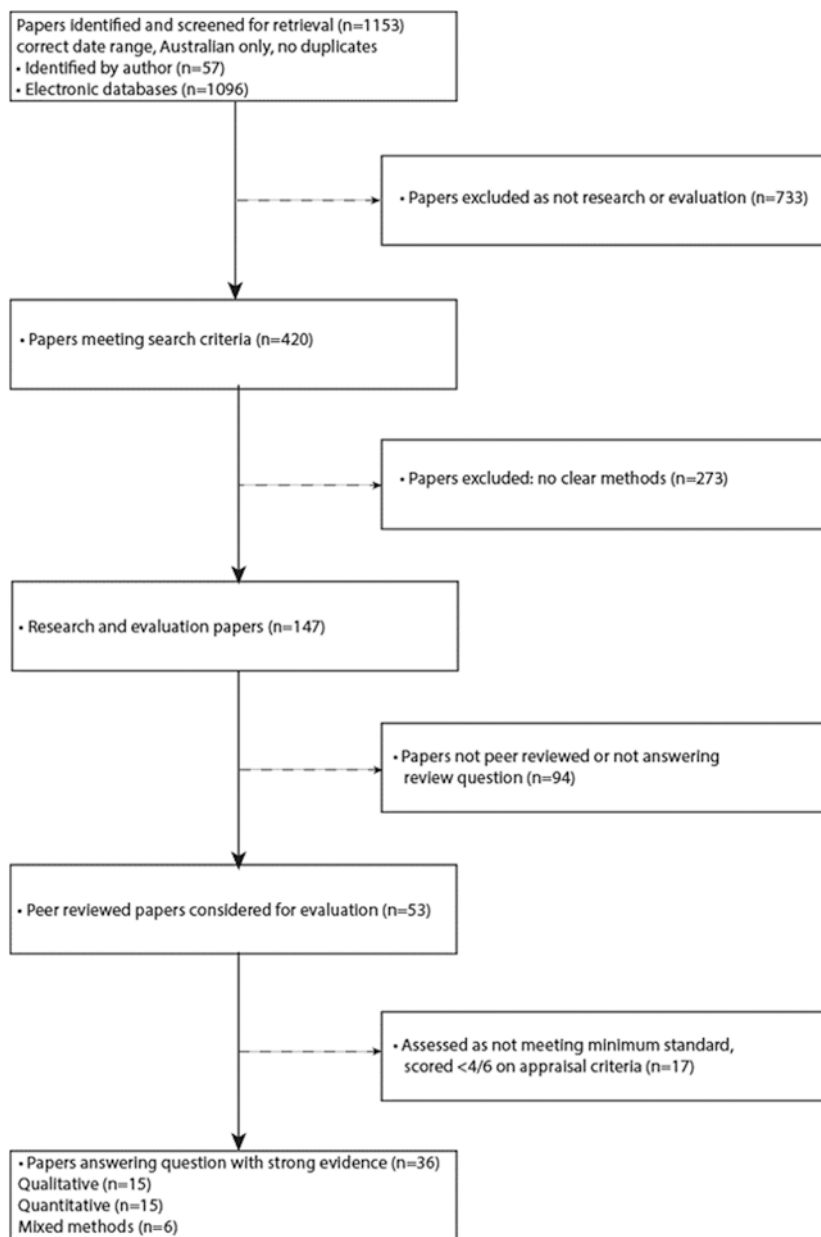 Papers identified and screened for retrieval (n=1153)
correct date range, Australian only, no duplicates
• Identified by author (n=57)
• Electronic databases (n=1096)
• Papers excluded as not research or evaluation (n=733)
• Papers meeting search criteria (n=420)
• Papers excluded: no clear methods (n=273)
• Research and evaluation papers (n=147)
• Papers not peer reviewed or not answering
review question (n=94)
• Peer reviewed papers considered for evaluation (n=53)
• Assessed as not meeting minimum standard,
scored <4/6 on appraisal criteria (n=17)
• Papers answering question with strong evidence (n=36)
Qualitative (n=15)
Quantitative (n=15)
Mixed methods (n=6)